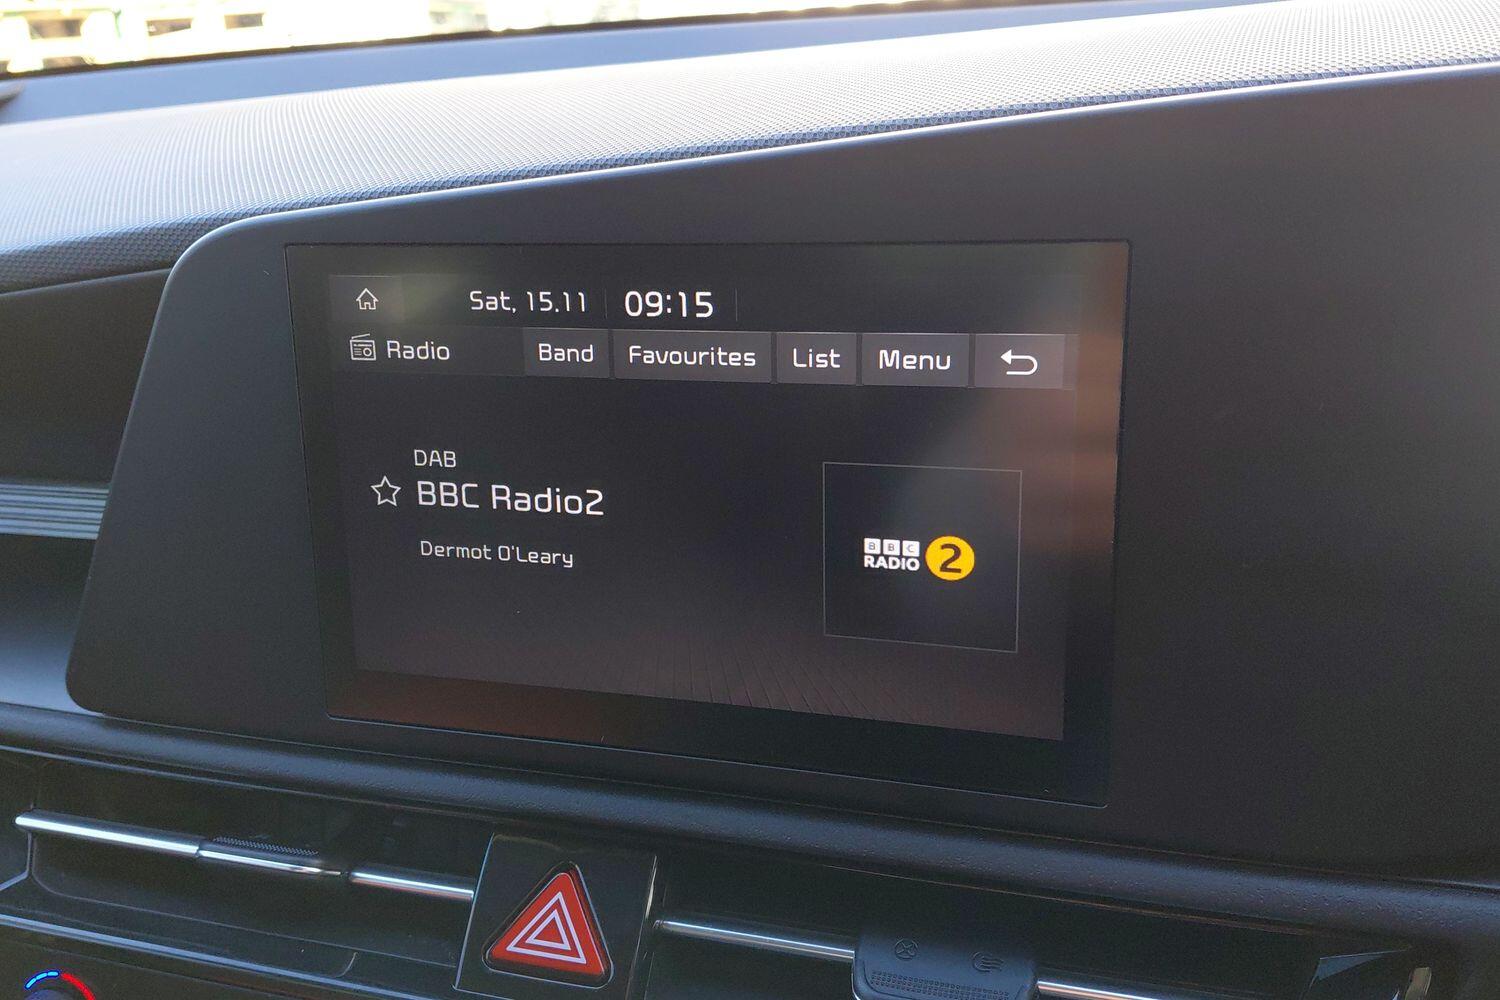 Sat, 15.11 09:15
Radio Band Favourites List Menu
DAB
BBC Radio2
Dermot O'Leary
BBC
RADIO 2